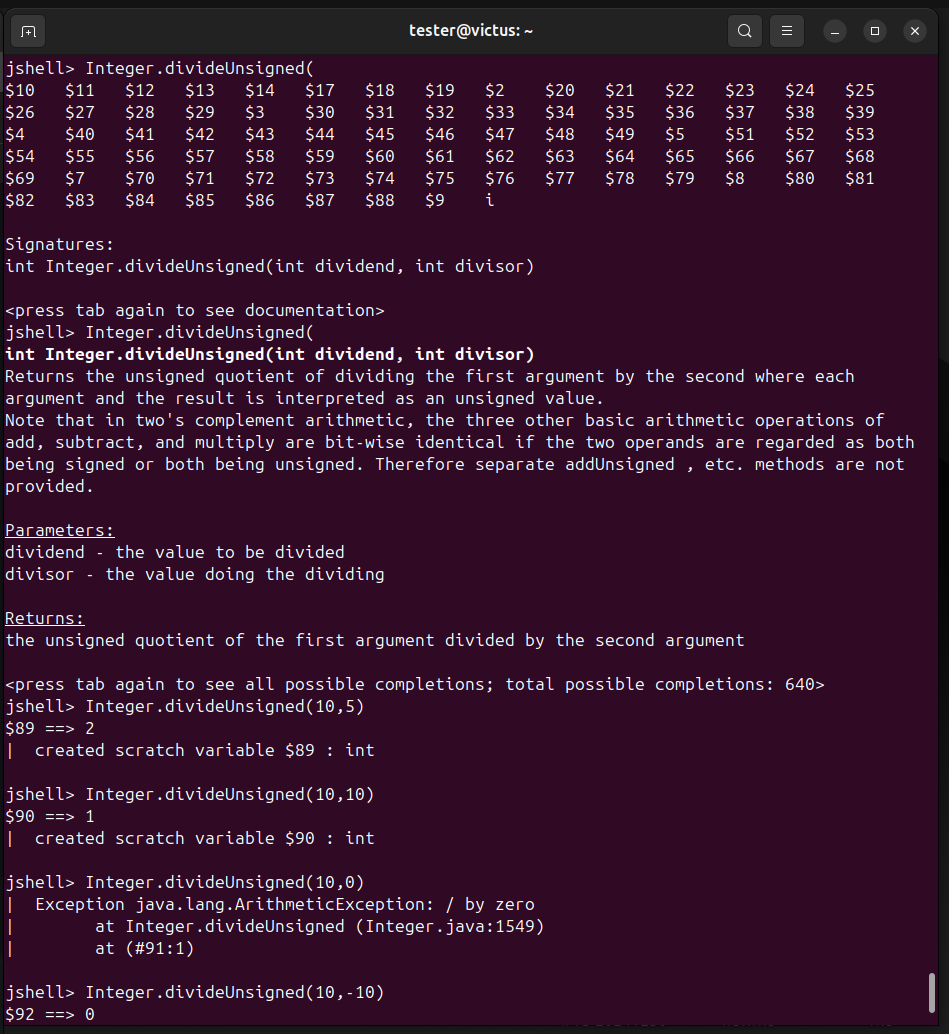 tester@victus: ~
jshell> Integer.divideUnsigned(
$10   $11   $12   $13   $14   $17   $18   $19   $2    $20   $21   $22   $23   $24   $25
$26   $27   $28   $29   $3    $30   $31   $32   $33   $34   $35   $36   $37   $38   $39
$4    $40   $41   $42   $43   $44   $45   $46   $47   $48   $49   $5    $51   $52   $53
$54   $55   $56   $57   $58   $59   $60   $61   $62   $63   $64   $65   $66   $67   $68
$69   $7    $70   $71   $72   $73   $74   $75   $76   $77   $78   $79   $8    $80   $81
$82   $83   $84   $85   $86   $87   $88   $9    i
Signatures:
int Integer.divideUnsigned(int dividend, int divisor)
<press tab again to see documentation>
jshell> Integer.divideUnsigned(
int Integer.divideUnsigned(int dividend, int divisor)
Returns the unsigned quotient of dividing the first argument by the second where each
argument and the result is interpreted as an unsigned value.
Note that in two's complement arithmetic, the three other basic arithmetic operations of
add, subtract, and multiply are bit-wise identical if the two operands are regarded as both
being signed or both being unsigned. Therefore separate addUnsigned , etc. methods are not
provided.
Parameters:
dividend - the value to be divided
divisor - the value doing the dividing
Returns:
the unsigned quotient of the first argument divided by the second argument
<press tab again to see all possible completions; total possible completions: 640>
jshell> Integer.divideUnsigned(10,5)
$89 ==> 2
|  created scratch variable $89 : int
jshell> Integer.divideUnsigned(10,10)
$90 ==> 1
|  created scratch variable $90 : int
jshell> Integer.divideUnsigned(10,0)
|  Exception java.lang.ArithmeticException: / by zero
|        at Integer.divideUnsigned (Integer.java:1549)
|        at (#91:1)
jshell> Integer.divideUnsigned(10,-10)
$92 ==> 0